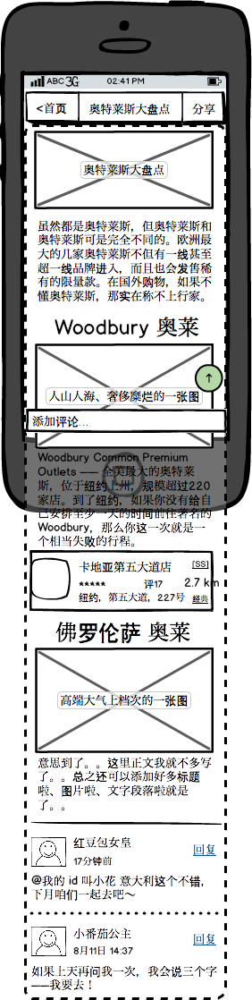 ABC 3G 02:41 PM
<首页 奥特莱斯大盘点 分享
奥特莱斯大盘点
虽然都是奥特莱斯，但奥特莱斯和
奥特莱斯可是完全不同的。欧洲最
大的几家奥特莱斯不但有一线甚至
超一线品牌进入，而且也会发售稀
有的限量款。在国外购物，如果不
懂奥特莱斯，那实在称不上行家。
Woodbury 奥莱
↑
人山人海、奢侈糜烂的一张图
添加评论...
Woodbury Common Premium
Outlets —— 全美最大的奥特莱
斯，位于纽约上州，规模超过220
家店。到了纽约，如果你没有给自
己安排至少一天的时间前往著名的
Woodbury，那么你这一次就是一
个相当失败的行程。
卡地亚第五大道店 [SS]
***** 评17 2.7 km
纽约，第五大道，227号 经典
佛罗伦萨 奥莱
高端大气上档次的一张图
意思到了。。这里正文我就不多写
了。。总之还可以添加好多标题
啦、图片啦、文字段落啦就是
了。。
红豆包女皇 回复
17分钟前
@我的 id 叫小花 意大利这个不错，
下月咱们一起去吧～
小番茄公主 回复
8月11日 14:37
如果上天再问我一次，我会说三个字
——我要去！